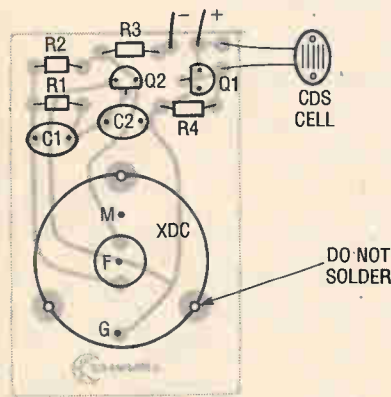 − +
R2
R3
R1
Q2
Q1
C1
C2
R4
CDS
CELL
M
XDC
F
DO NOT
SOLDER
G